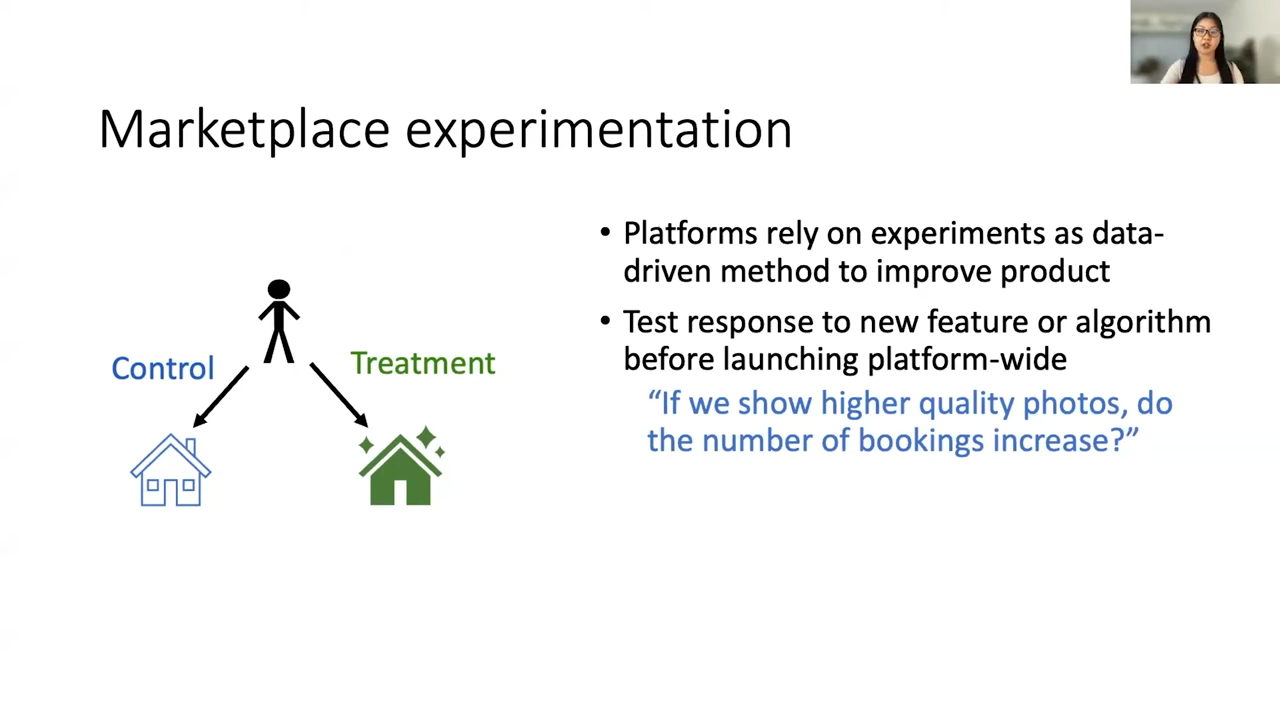 Marketplace experimentation
Control
Treatment
• Platforms rely on experiments as data-
driven method to improve product
• Test response to new feature or algorithm
before launching platform-wide
“If we show higher quality photos, do
the number of bookings increase?”